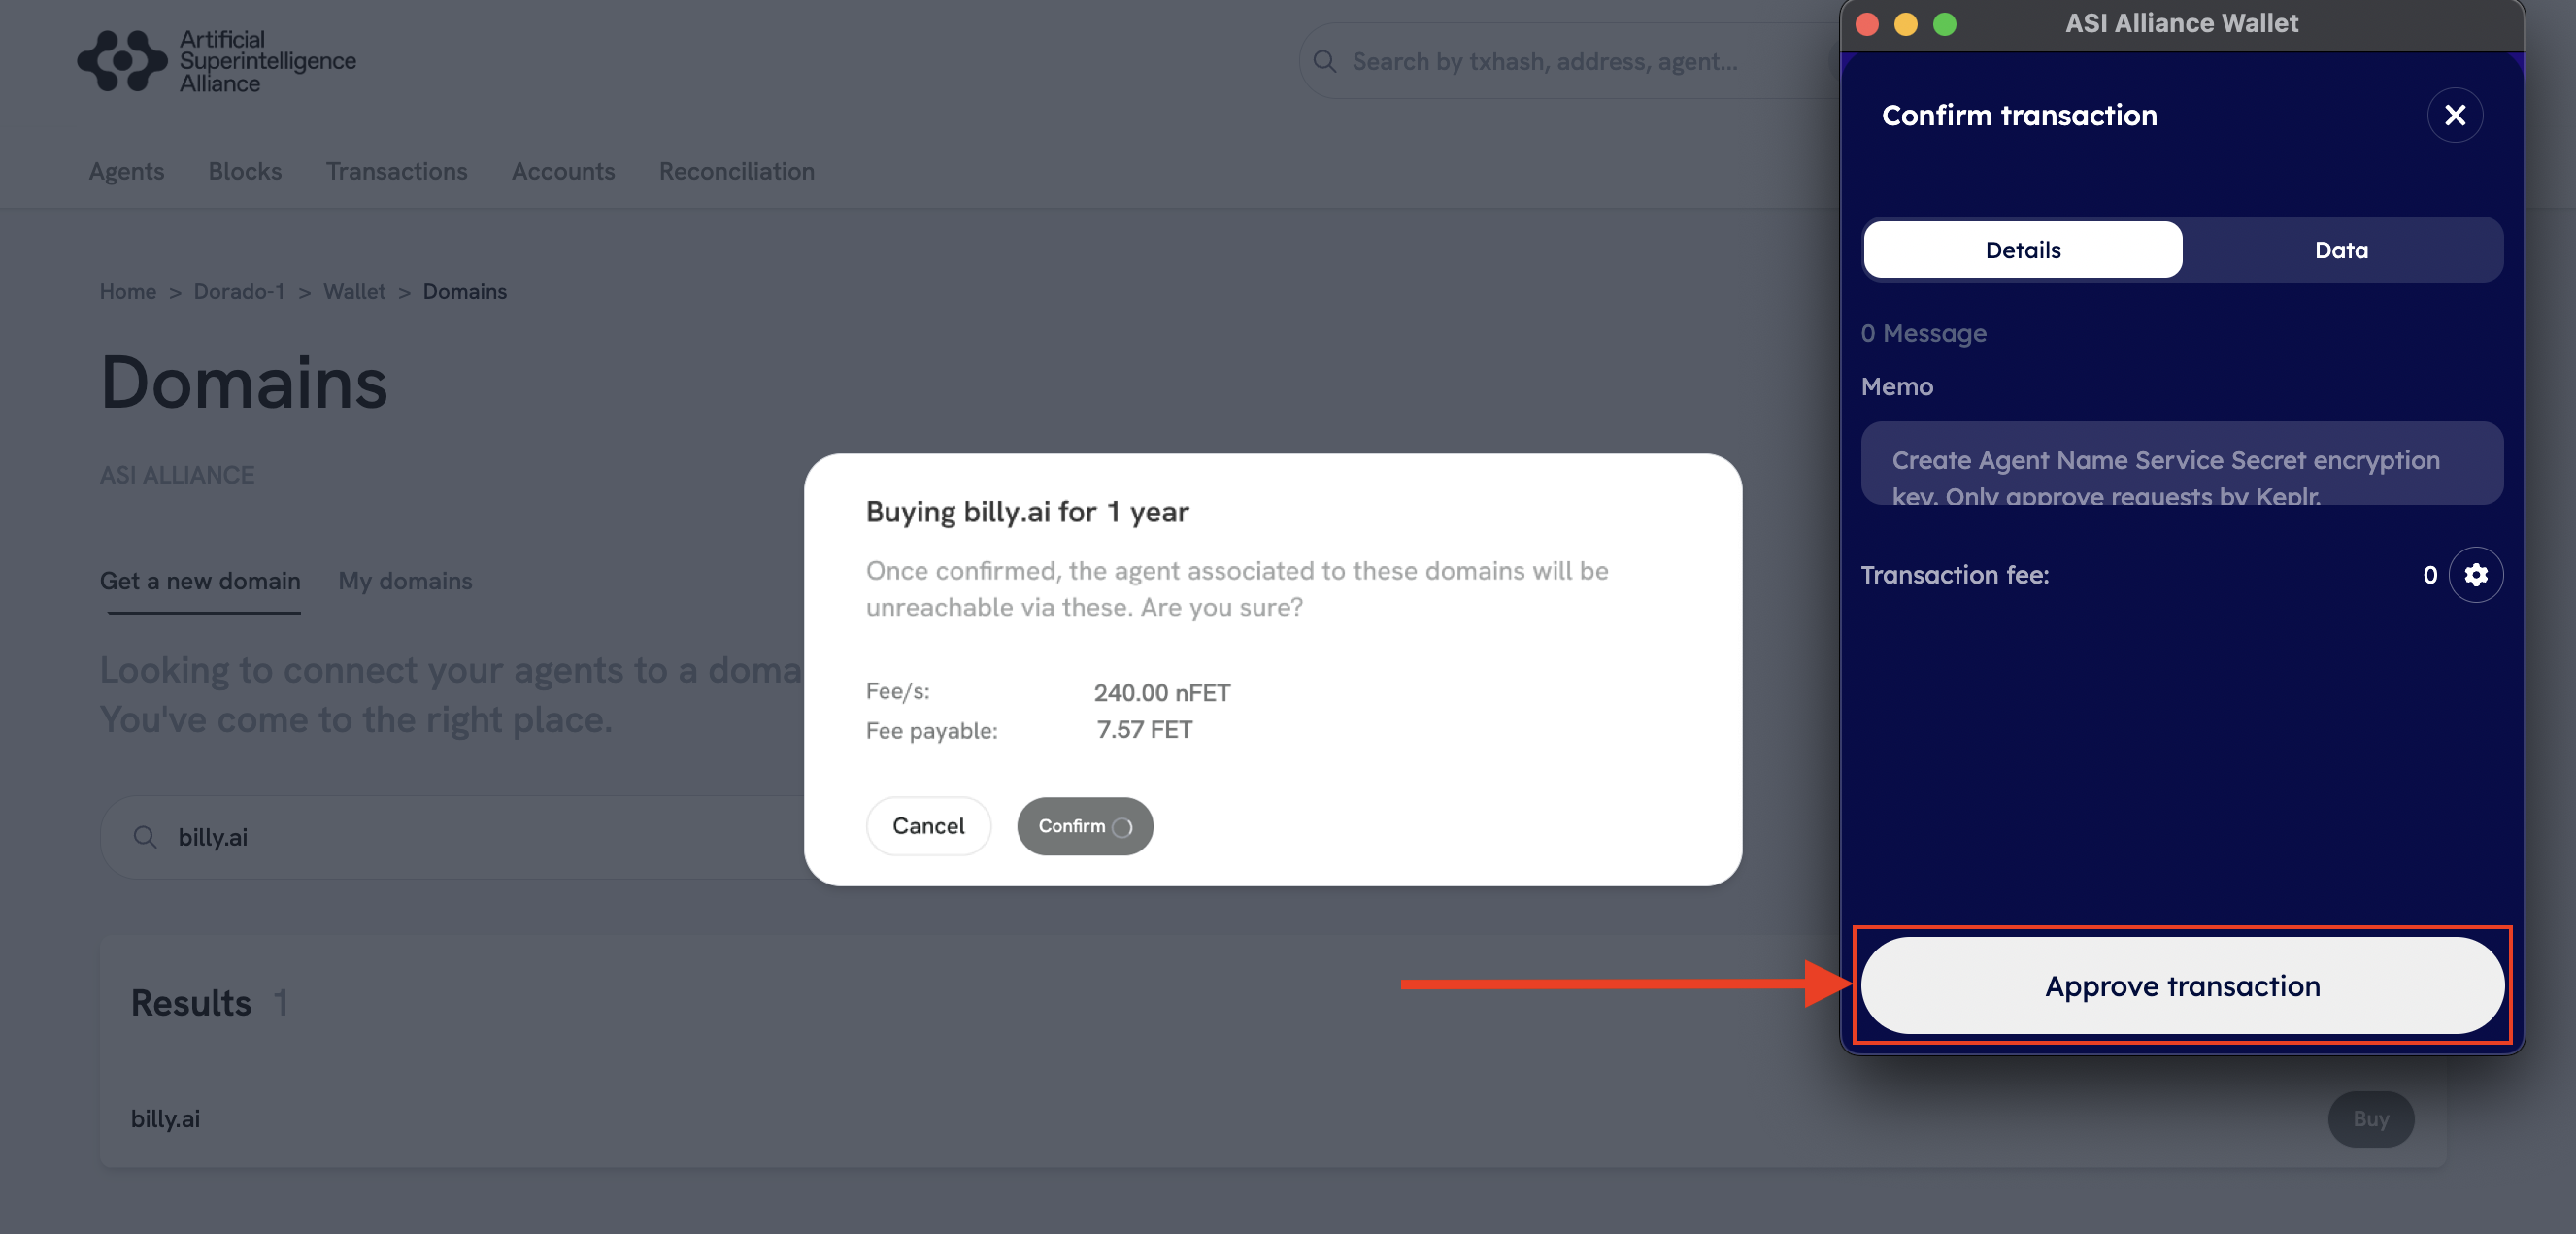 Artificial
Superintelligence
Alliance
Search by txhash, address, agent...
Agents Blocks Transactions Accounts Reconciliation
Home > Dorado-1 > Wallet > Domains
Domains
ASI ALLIANCE
Get a new domain My domains
Looking to connect your agents to a doma
You've come to the right place.
billy.ai
Results 1
billy.ai
Buy
Buying billy.ai for 1 year
Once confirmed, the agent associated to these domains will be
unreachable via these. Are you sure?
Fee/s: 240.00 nFET
Fee payable: 7.57 FET
Cancel Confirm
ASI Alliance Wallet
Confirm transaction
Details Data
0 Message
Memo
Create Agent Name Service Secret encryption
key. Only approve requests by Keplr.
Transaction fee: 0
Approve transaction